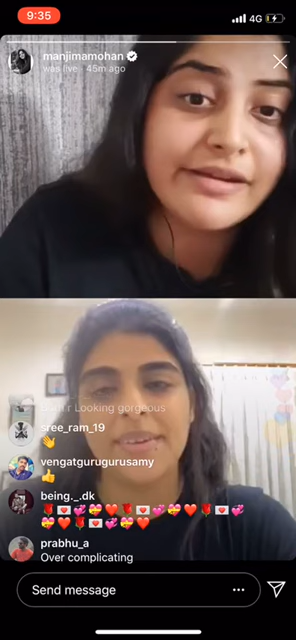 9:35
4G
manjimamohan
was live · 45m ago
Looking gorgeous
sree_ram_19
👋
vengatgurugurusamy
👍
being._.dk
🌹💌💞💝❤️🌹💌💞💝❤️🌹💌💞
💝❤️🌹💌💞💝❤️
prabhu_a
Over complicating
Send message